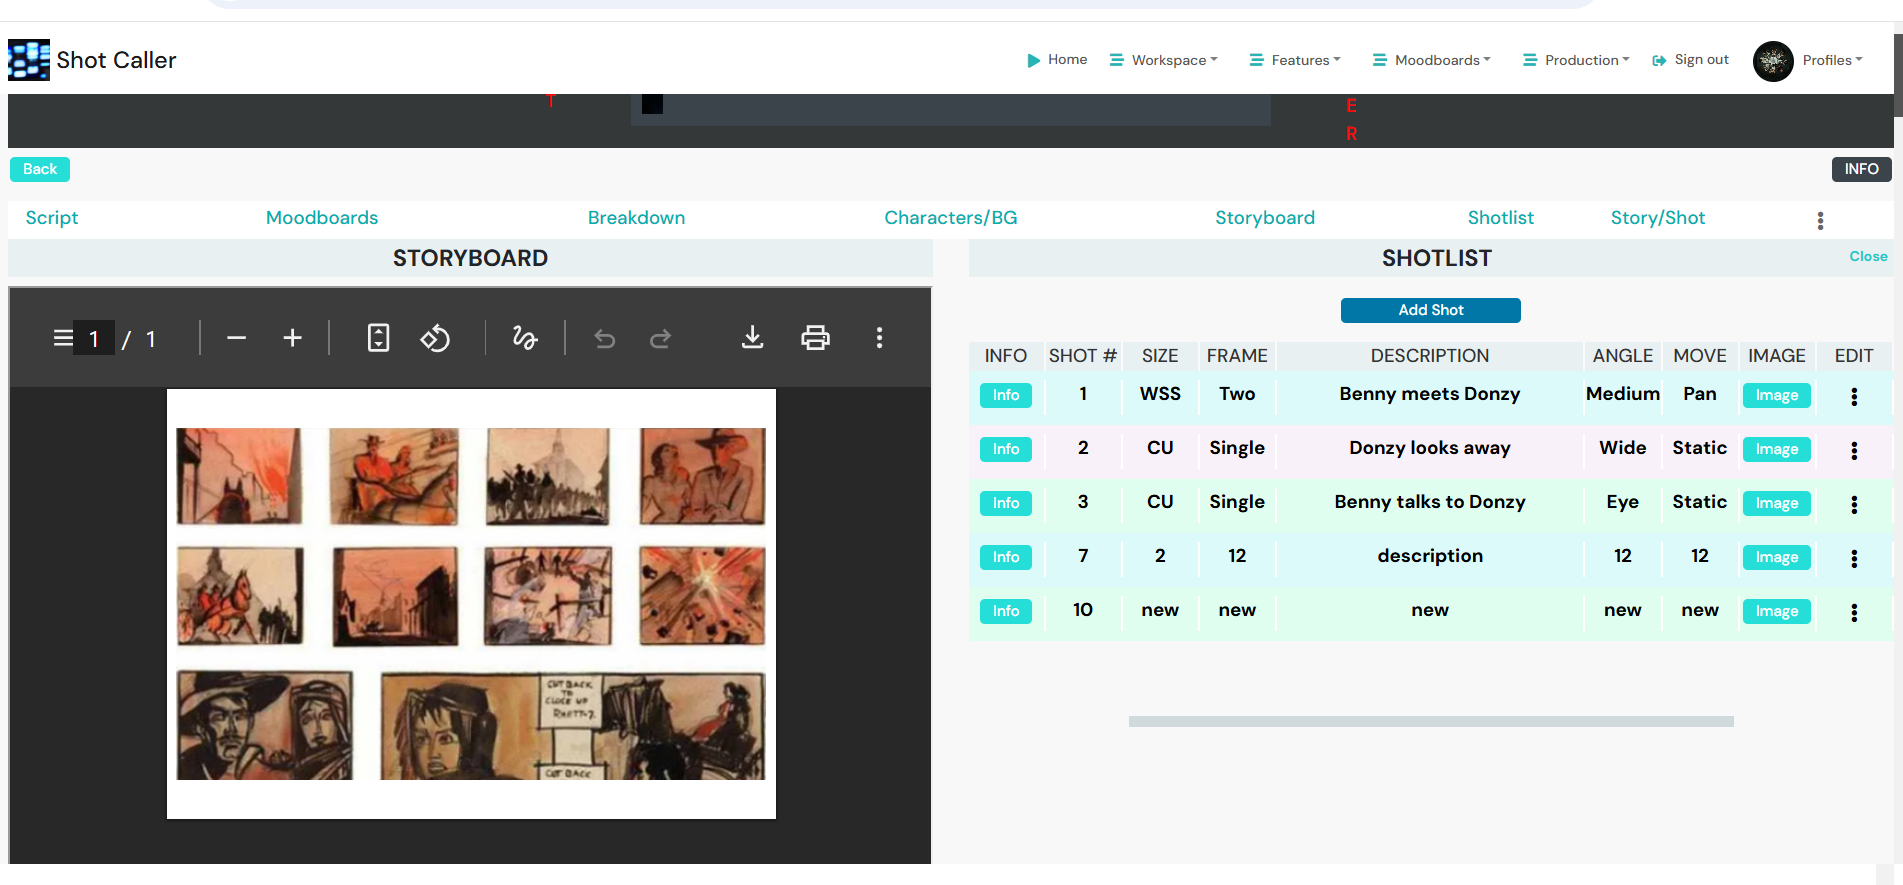 Shot Caller
Home Workspace Features Moodboards Production Sign out Profiles
T
E
R
Back
INFO
Script Moodboards Breakdown Characters/BG Storyboard Shotlist Story/Shot
STORYBOARD
SHOTLIST
Close
1 / 1
CUT BACK
TO
CLOSE UP
RHETT?
CUT BACK
Add Shot
INFO SHOT # SIZE FRAME DESCRIPTION ANGLE MOVE IMAGE EDIT
Info 1 WSS Two Benny meets Donzy Medium Pan Image
Info 2 CU Single Donzy looks away Wide Static Image
Info 3 CU Single Benny talks to Donzy Eye Static Image
Info 7 2 12 description 12 12 Image
Info 10 new new new new new Image